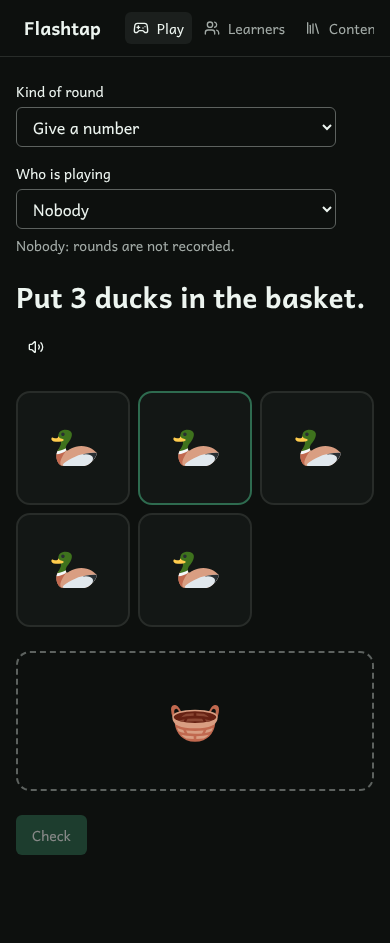 Flashtap
Play
Learners
Conten
Kind of round
Give a number
Who is playing
Nobody
Nobody: rounds are not recorded.
Put 3 ducks in the basket.
Check